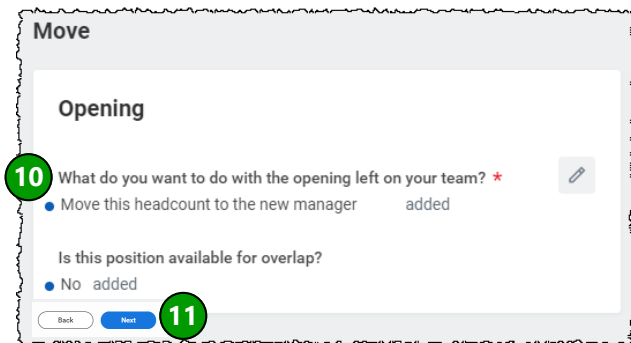 Move
Opening
10 What do you want to do with the opening left on your team? *
Move this headcount to the new manager added
Is this position available for overlap?
No added
Back Next 11